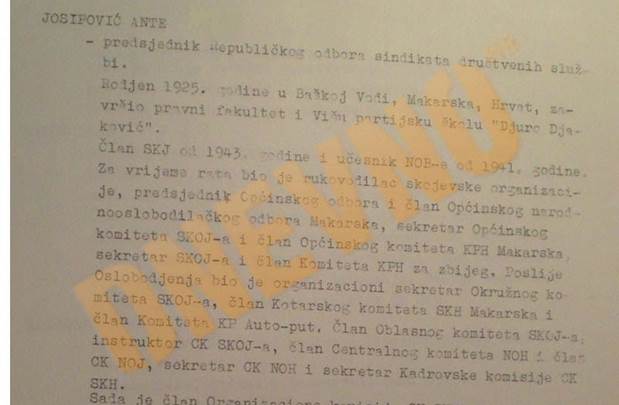 JOSIPOVIĆ ANTE
- predsjednik Republičkog odbora sindikata društvenih služ-
bi.
Rodjen 1925. godine u Baškoj Vodi, Makarska, Hrvat, za-
vršio pravni fakultet i Višu partijsku školu "Djuro Dja-
ković".
Član SKJ od 1943. godine i učesnik NOB-a od 1941. godine.
Za vrijeme rata bio je rukovodilac skojevske organizaci-
je, predsjednik Općinskog odbora i član Općinskog narod-
nooslobodilačkog odbora Makarska, sekretar Općinskog
komiteta SKOJ-a i član Općinskog komiteta KPH Makarska,
sekretar SKOJ-a i član Komiteta KPH za zbijeg. Poslije
Oslobodjenja bio je organizacioni sekretar Okružnog ko-
miteta SKOJ-a, član Kotarskog komiteta SKH Makarska i
član Komiteta KP Auto-put. Član Oblasnog komiteta SKOJ-a,
instruktor CK SKOJ-a, član Centralnog komiteta NOH i član
CK NOJ, sekretar CK NOH i sekretar Kadrovske komisije CK
SKH.
Sada je član